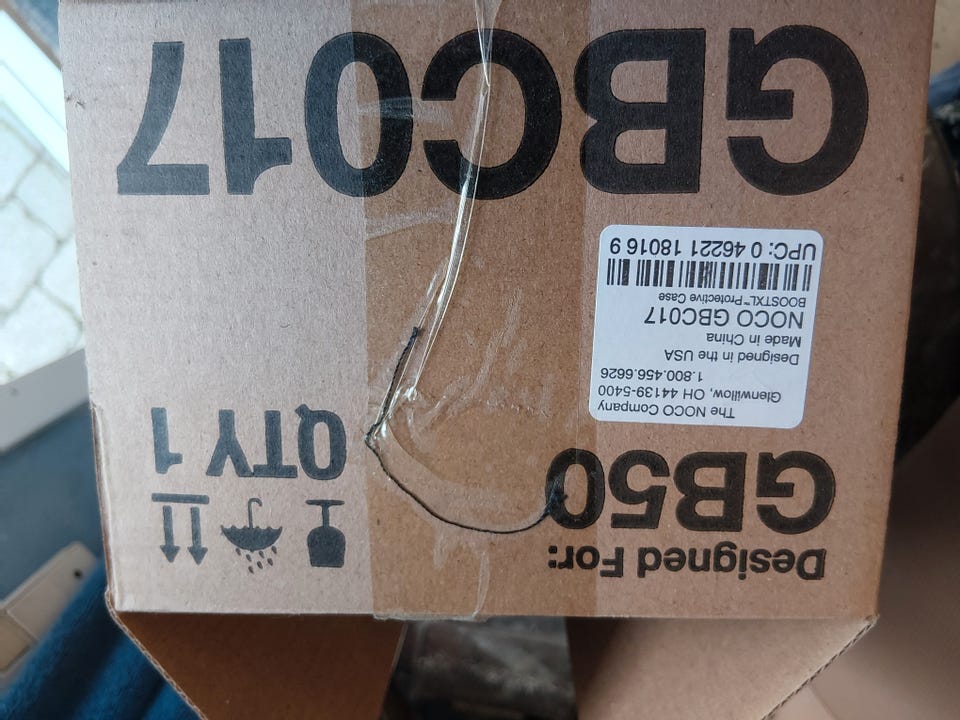 Designed For:
GB50
QTY 1
The NOCO Company
Glenwillow, OH 44139-5400
1.800.456.6626
Designed in the USA
Made in China
NOCO GBC017
BOOSTXL™ Protective Case
UPC: 0 46221 18016 9
GBC017